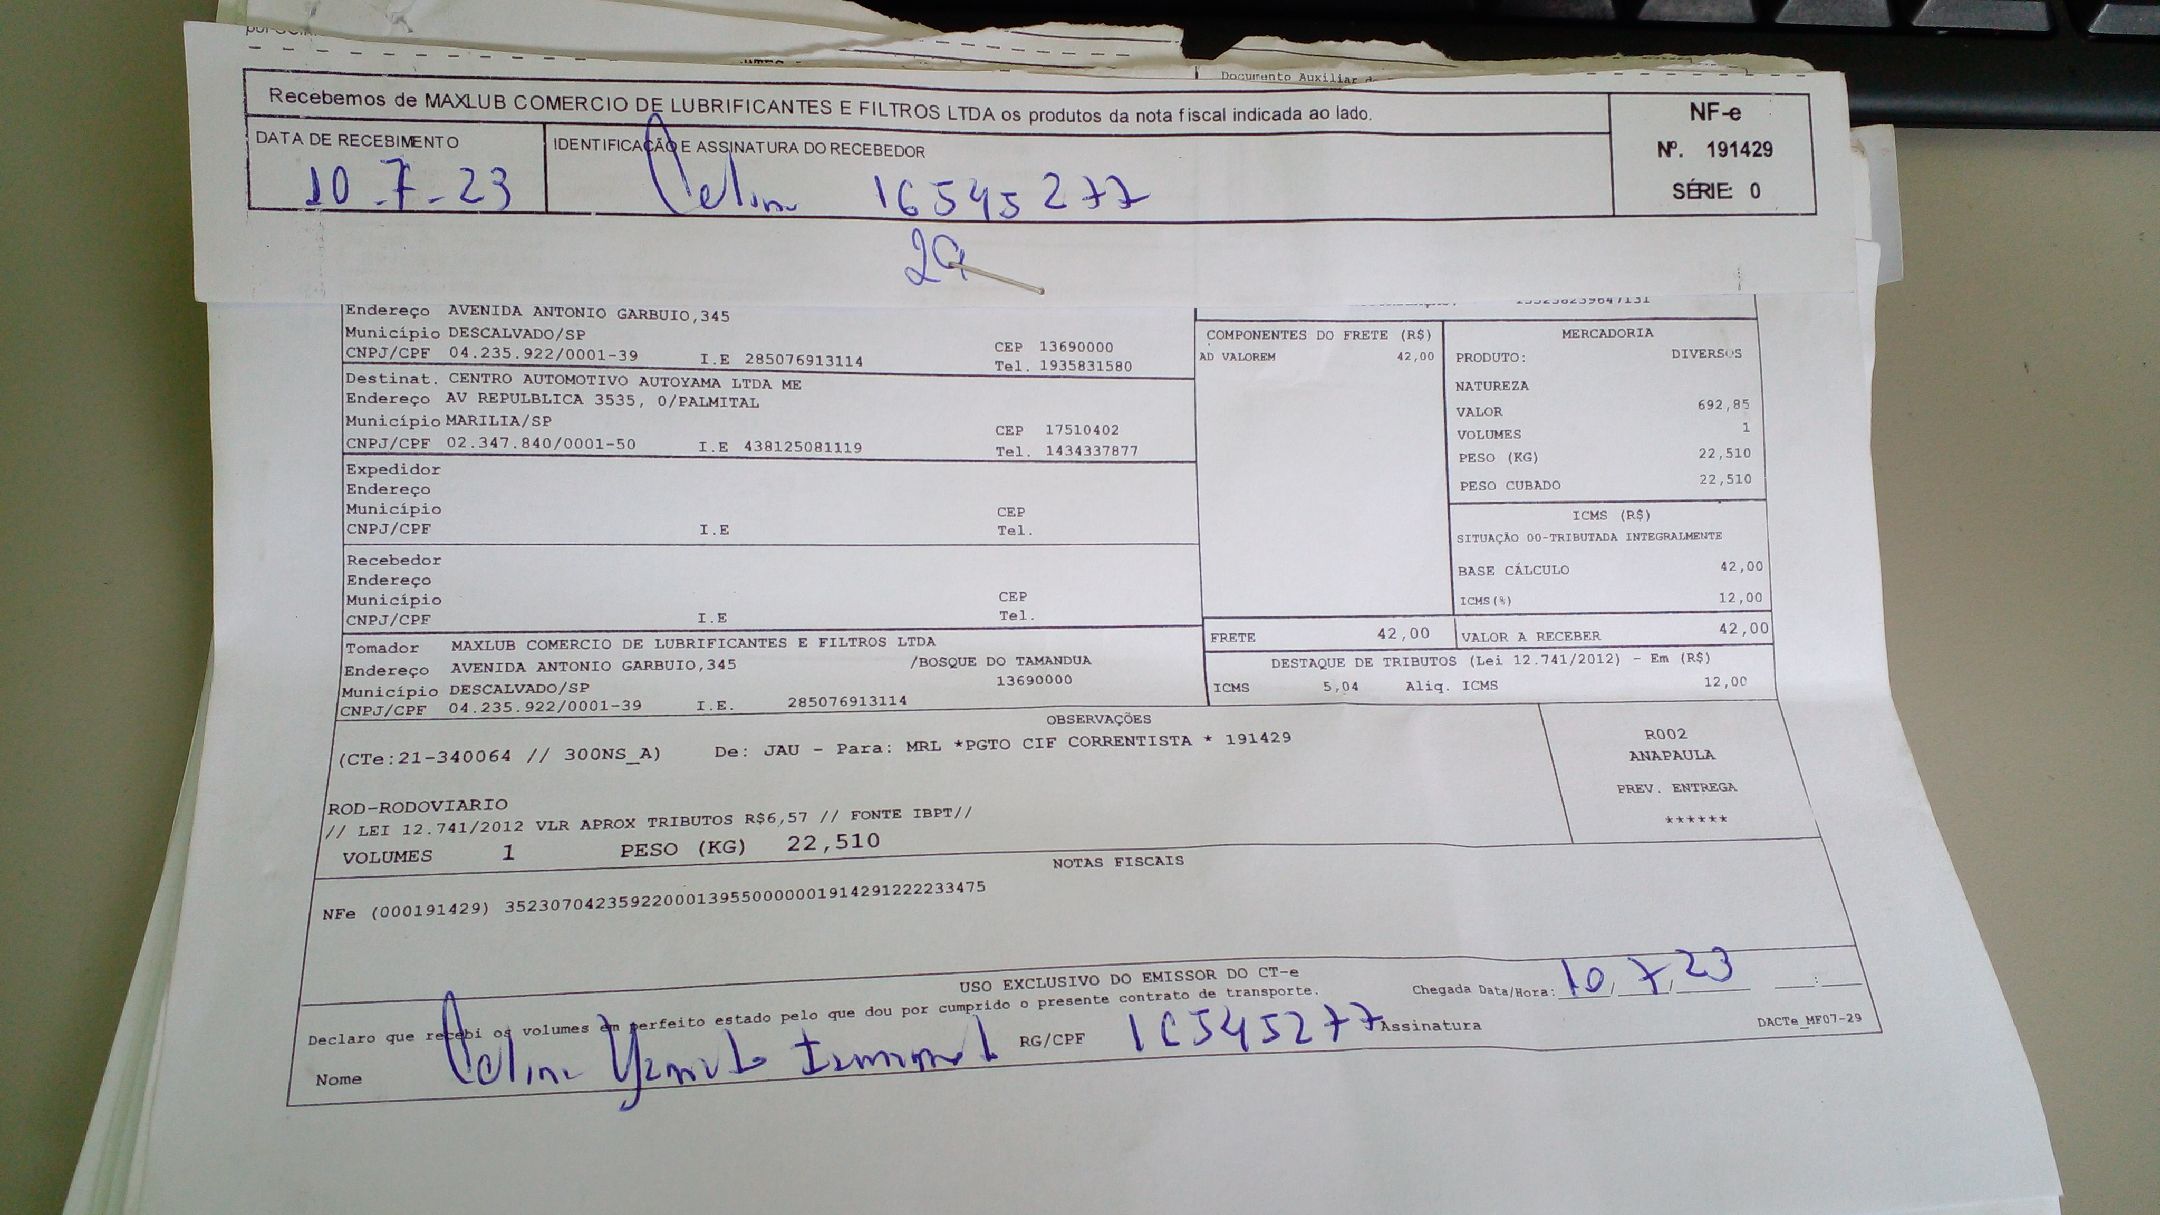 Documento Auxiliar d
Recebemos de MAXLUB COMERCIO DE LUBRIFICANTES E FILTROS LTDA os produtos da nota fiscal indicada ao lado.
NF-e
Nº. 191429
SÉRIE: 0
DATA DE RECEBIMENTO
10-7-23
IDENTIFICAÇÃO E ASSINATURA DO RECEBEDOR
16545277
Endereço AVENIDA ANTONIO GARBUIO,345
Município DESCALVADO/SP
CEP 13690000
CNPJ/CPF 04.235.922/0001-39 I.E 285076913114
Tel. 1935831580
Destinat. CENTRO AUTOMOTIVO AUTOYAMA LTDA ME
Endereço AV REPULBLICA 3535, 0/PALMITAL
Município MARILIA/SP
CEP 17510402
CNPJ/CPF 02.347.840/0001-50 I.E 438125081119
Tel. 1434337877
Expedidor
Endereço
Município CEP
CNPJ/CPF I.E Tel.
Recebedor
Endereço
Município CEP
CNPJ/CPF I.E Tel.
Tomador MAXLUB COMERCIO DE LUBRIFICANTES E FILTROS LTDA
Endereço AVENIDA ANTONIO GARBUIO,345 /BOSQUE DO TAMANDUA
Município DESCALVADO/SP 13690000
CNPJ/CPF 04.235.922/0001-39 I.E. 285076913114
COMPONENTES DO FRETE (R$)
AD VALOREM 42,00
MERCADORIA
PRODUTO: DIVERSOS
NATUREZA
VALOR 692,85
VOLUMES 1
PESO (KG) 22,510
PESO CUBADO 22,510
ICMS (R$)
SITUAÇÃO 00-TRIBUTADA INTEGRALMENTE
BASE CÁLCULO 42,00
ICMS(%) 12,00
FRETE 42,00 VALOR A RECEBER 42,00
DESTAQUE DE TRIBUTOS (Lei 12.741/2012) - Em (R$)
ICMS 5,04 Aliq. ICMS 12,00
OBSERVAÇÕES
(CTe:21-340064 // 300NS_A) De: JAU - Para: MRL *PGTO CIF CORRENTISTA * 191429
ROD-RODOVIARIO
// LEI 12.741/2012 VLR APROX TRIBUTOS R$6,57 // FONTE IBPT//
VOLUMES 1 PESO (KG) 22,510
R002
ANAPAULA
PREV. ENTREGA
******
NOTAS FISCAIS
NFe (000191429) 35230704235922000139550000001914291222233475
USO EXCLUSIVO DO EMISSOR DO CT-e
Declaro que recebi os volumes em perfeito estado pelo que dou por cumprido o presente contrato de transporte.
Chegada Data/Hora: 10/7/23 :
Nome
RG/CPF 16545277 Assinatura
DACTe_MF07-29